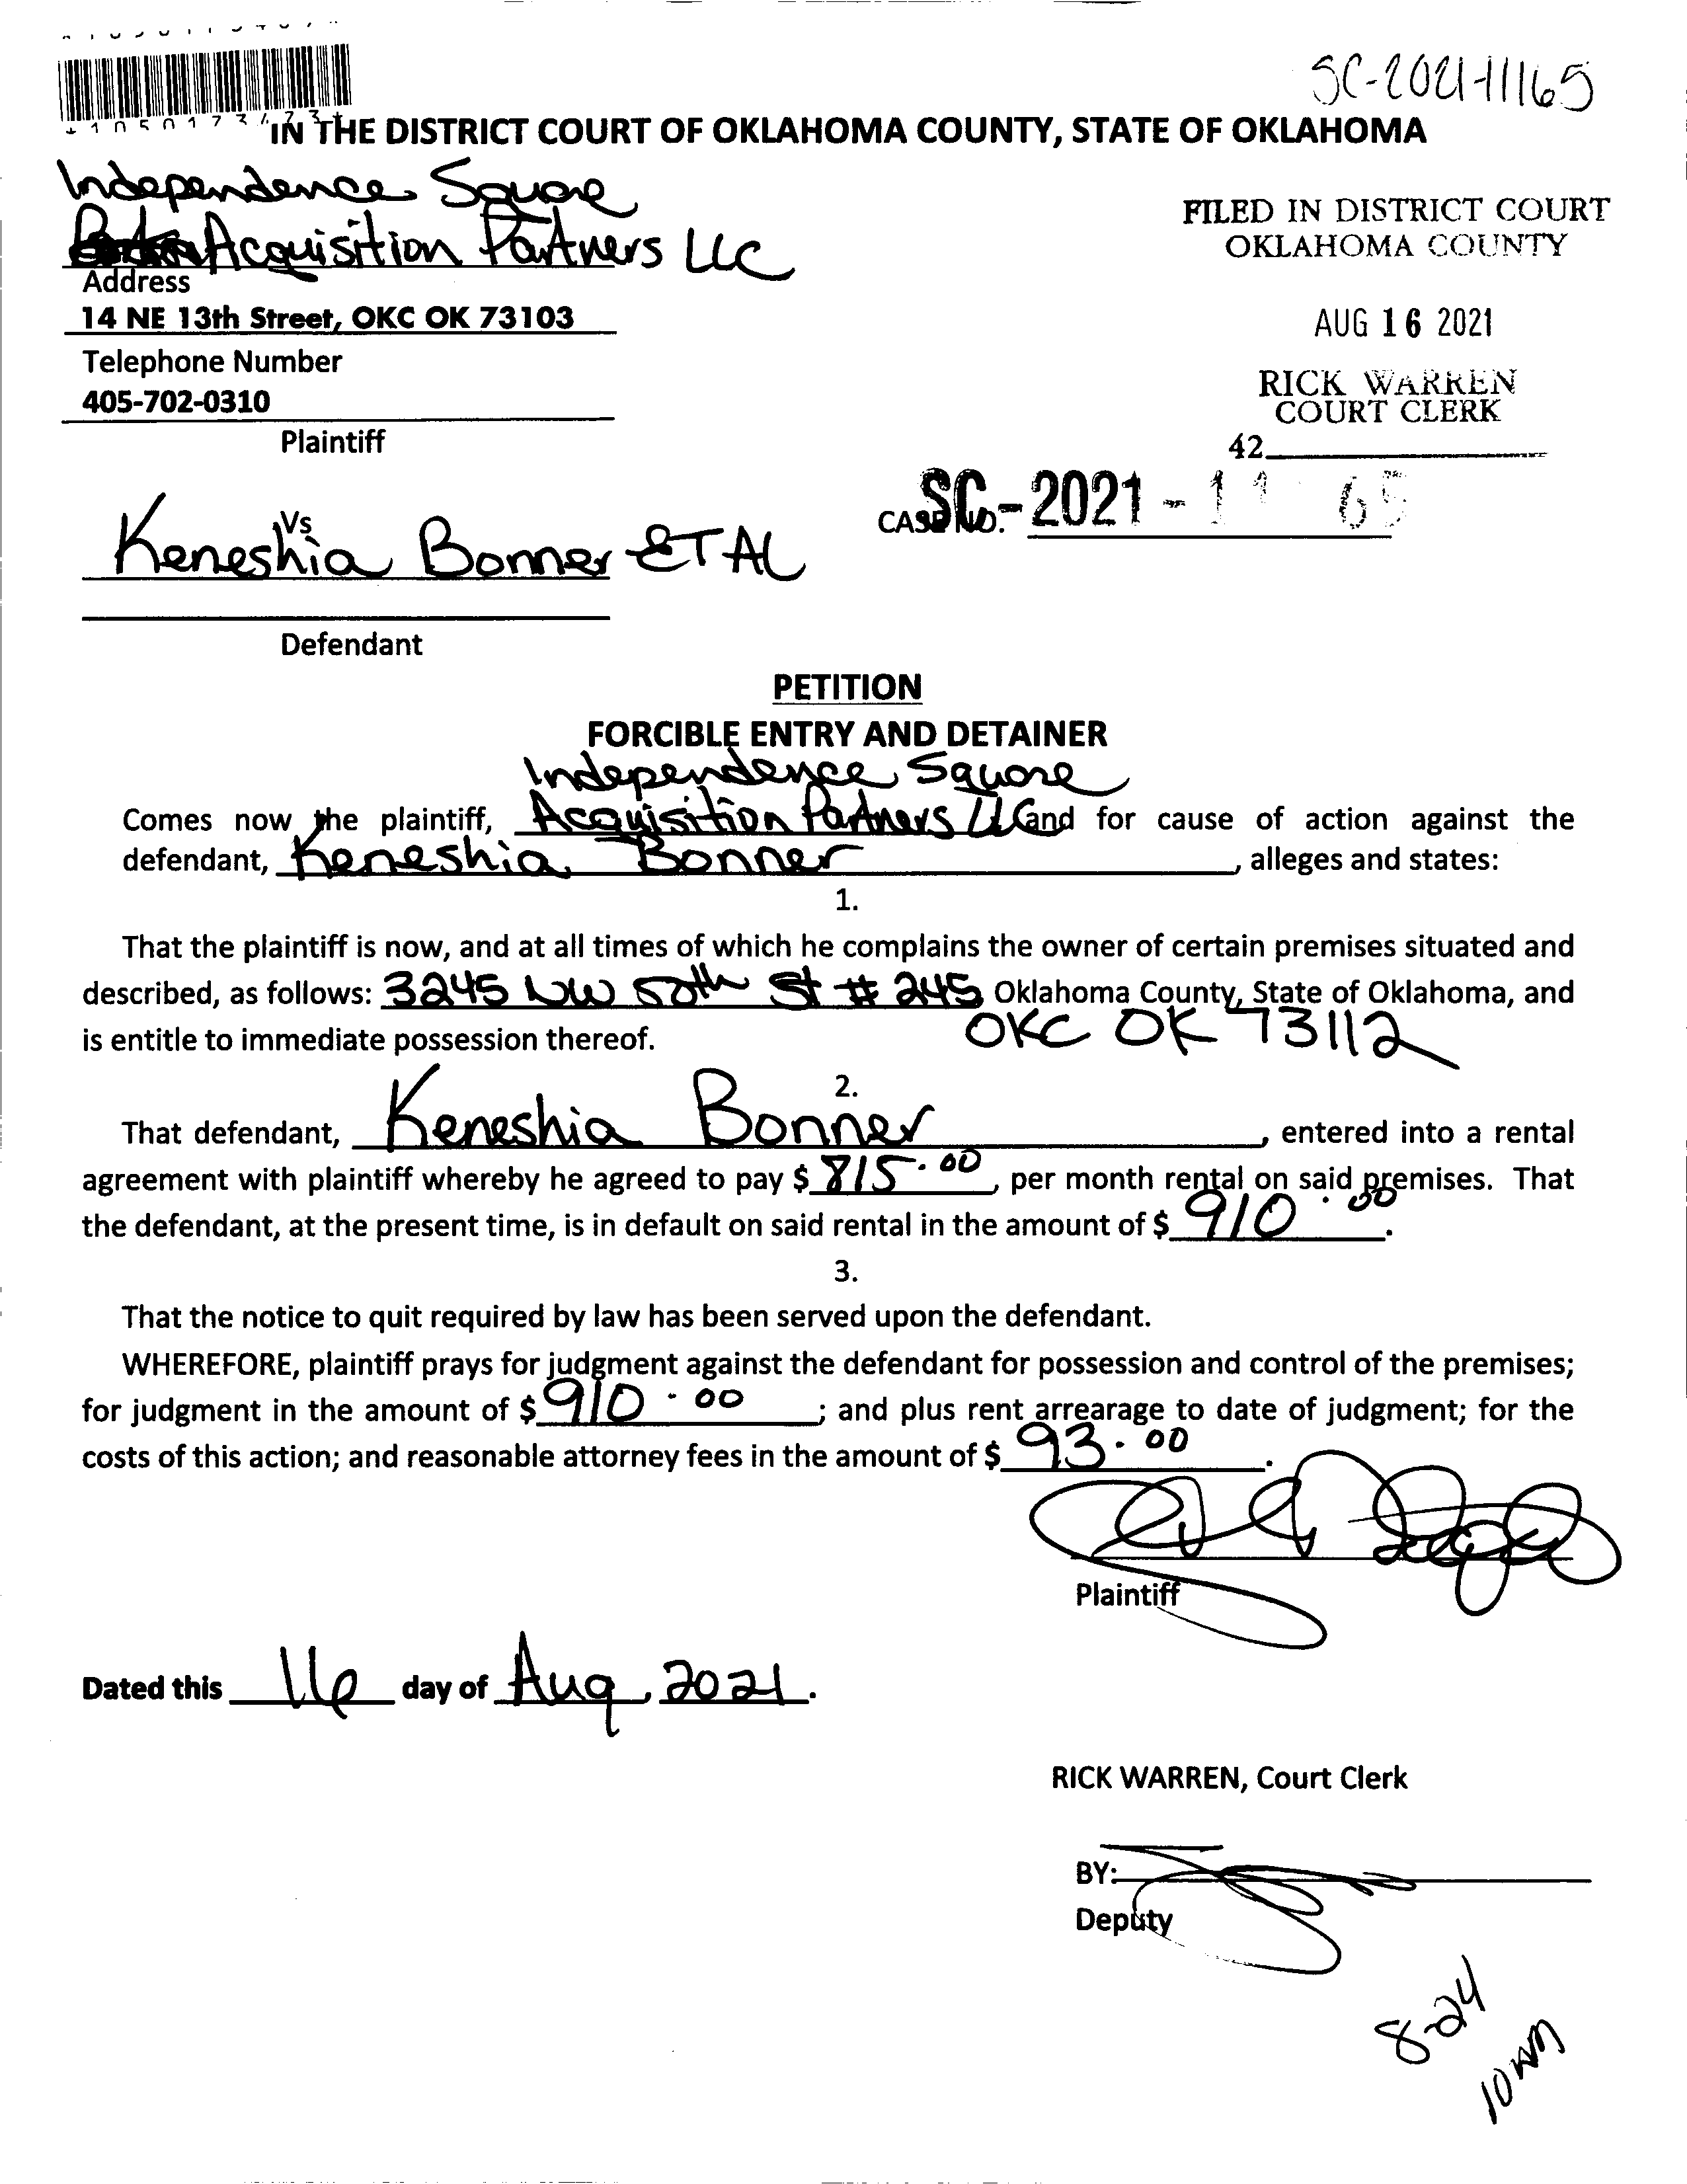 SC-2021-11165
IN THE DISTRICT COURT OF OKLAHOMA COUNTY, STATE OF OKLAHOMA
Independence Square
Acquisition Partners LLC
Address
14 NE 13th Street, OKC OK 73103
Telephone Number
405-702-0310
Plaintiff
FILED IN DISTRICT COURT
OKLAHOMA COUNTY
AUG 16 2021
RICK WARREN
COURT CLERK
42
CASE NO. SC-2021-11 65
Vs
Keneshia Bonner ET AL
Defendant
PETITION
FORCIBLE ENTRY AND DETAINER
Independence Square
Comes now the plaintiff, Acquisition Partners LLC and for cause of action against the
defendant, Keneshia Bonner, alleges and states:
1.
That the plaintiff is now, and at all times of which he complains the owner of certain premises situated and
described, as follows: 3245 NW 50th St # 245 Oklahoma County, State of Oklahoma, and
is entitle to immediate possession thereof. OKC OK 73112
2.
That defendant, Keneshia Bonner, entered into a rental
agreement with plaintiff whereby he agreed to pay $ 815.00, per month rental on said premises. That
the defendant, at the present time, is in default on said rental in the amount of $ 910.00.
3.
That the notice to quit required by law has been served upon the defendant.
WHEREFORE, plaintiff prays for judgment against the defendant for possession and control of the premises;
for judgment in the amount of $ 910.00; and plus rent arrearage to date of judgment; for the
costs of this action; and reasonable attorney fees in the amount of $ 93.00.
Plaintiff
Dated this 16 day of Aug, 2021.
RICK WARREN, Court Clerk
BY:
Deputy
8-24
10 AM